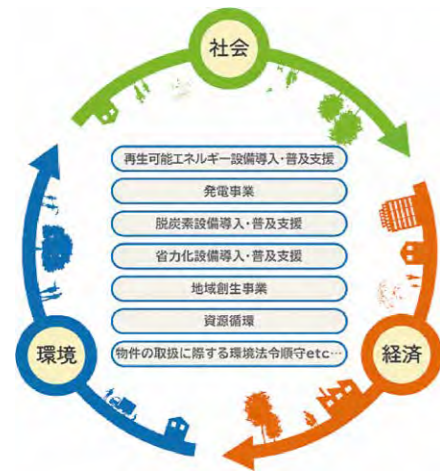 社会
再生可能エネルギー設備導入・普及支援
発電事業
脱炭素設備導入・普及支援
省力化設備導入・普及支援
地域創生事業
資源循環
物件の取扱に際する環境法令順守etc…
環境
経済